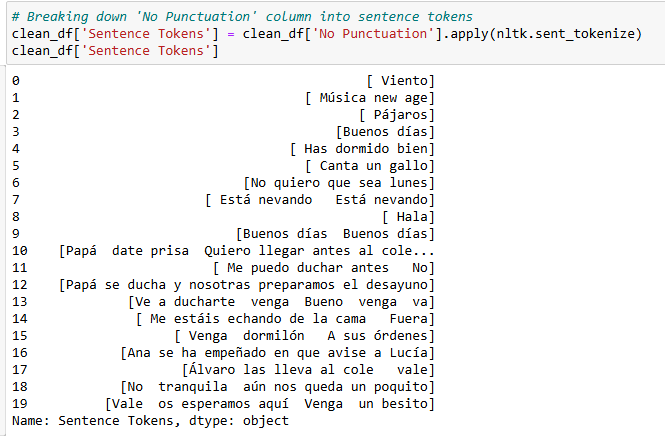 # Breaking down 'No Punctuation' column into sentence tokens
clean_df['Sentence Tokens'] = clean_df['No Punctuation'].apply(nltk.sent_tokenize)
clean_df['Sentence Tokens']
0 [ Viento]
1 [ Música new age]
2 [ Pájaros]
3 [Buenos días]
4 [ Has dormido bien]
5 [ Canta un gallo]
6 [No quiero que sea lunes]
7 [ Está nevando   Está nevando]
8 [ Hala]
9 [Buenos días  Buenos días]
10 [Papá  date prisa  Quiero llegar antes al cole...
11 [ Me puedo duchar antes   No]
12 [Papá se ducha y nosotras preparamos el desayuno]
13 [Ve a ducharte  venga  Bueno  venga  va]
14 [ Me estáis echando de la cama   Fuera]
15 [ Venga  dormilón   A sus órdenes]
16 [Ana se ha empeñado en que avise a Lucía]
17 [Álvaro las lleva al cole   vale]
18 [No  tranquila  aún nos queda un poquito]
19 [Vale  os esperamos aquí  Venga  un besito]
Name: Sentence Tokens, dtype: object